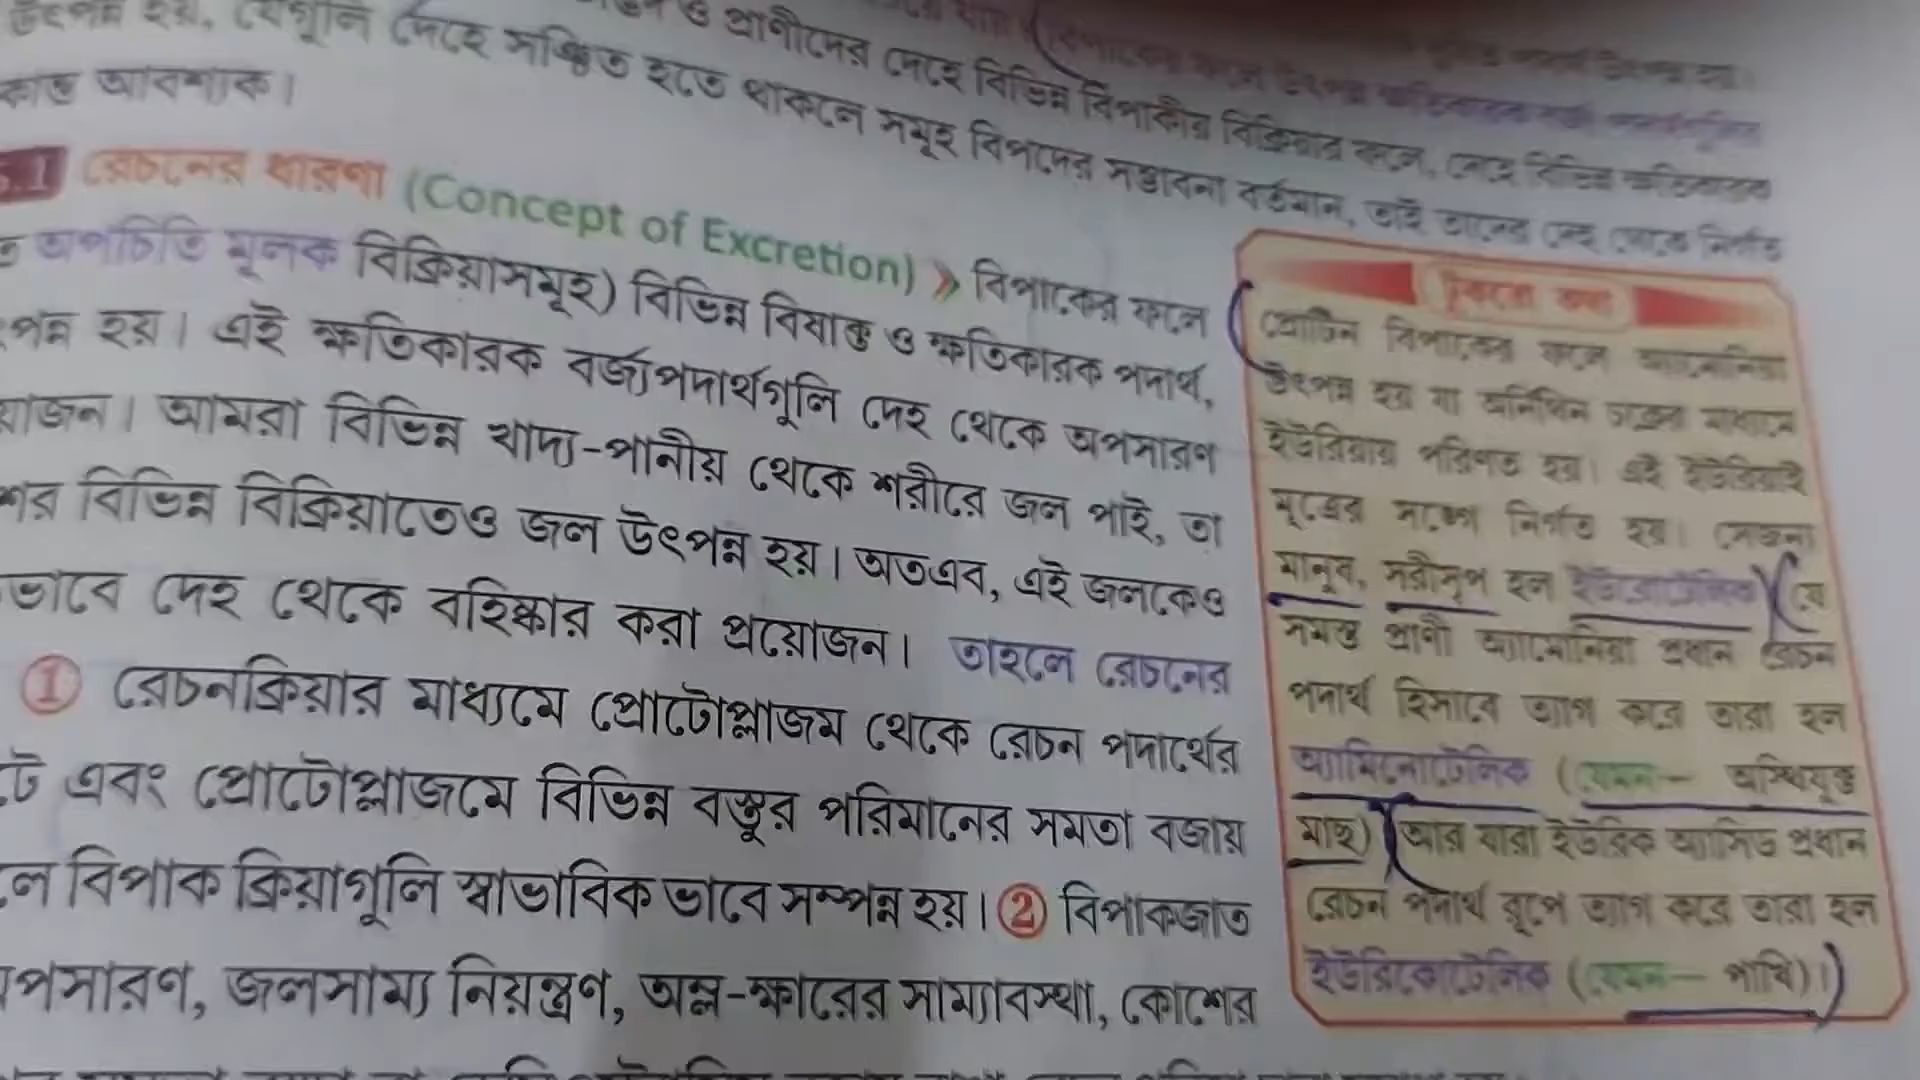 উৎপন্ন হয়, যেগুলি দেহে সঞ্চিত হতে থাকলে সমূহ বিপদের সম্ভাবনা বর্তমান, তাই তাদের দেহ থেকে নির্গত
ও প্রাণীদের দেহে বিভিন্ন বিপাকীয় বিক্রিয়ার ফলে, দেহে বিভিন্ন ক্ষতিকারক
আবশ্যক।
.1 রেচনের ধারণা (Concept of Excretion) » বিপাকের ফলে
অপচিতি মূলক বিক্রিয়াসমূহ) বিভিন্ন বিষাক্ত ও ক্ষতিকারক পদার্থ,
পন্ন হয়। এই ক্ষতিকারক বর্জ্যপদার্থগুলি দেহ থেকে অপসারণ
য়াজন। আমরা বিভিন্ন খাদ্য-পানীয় থেকে শরীরে জল পাই, তা
শর বিভিন্ন বিক্রিয়াতেও জল উৎপন্ন হয়। অতএব, এই জলকেও
ভাবে দেহ থেকে বহিষ্কার করা প্রয়োজন। তাহলে রেচনের
① রেচনক্রিয়ার মাধ্যমে প্রোটোপ্লাজম থেকে রেচন পদার্থের
টে এবং প্রোটোপ্লাজমে বিভিন্ন বস্তুর পরিমানের সমতা বজায়
লে বিপাক ক্রিয়াগুলি স্বাভাবিক ভাবে সম্পন্ন হয়। ② বিপাকজাত
পসারণ, জলসাম্য নিয়ন্ত্রণ, অম্ল-ক্ষারের সাম্যাবস্থা, কোশের
টুকরো কথা
প্রোটিন বিপাকের ফলে অ্যামোনিয়া
উৎপন্ন হয় যা অর্নিথিন চক্রের মাধ্যমে
ইউরিয়ায় পরিণত হয়। এই ইউরিয়াই
মূত্রের সঙ্গে নির্গত হয়। সেজন্য
মানুষ, সরীসৃপ হল ইউরোটেলিক (যে
সমস্ত প্রাণী অ্যামোনিয়া প্রধান রেচন
পদার্থ হিসাবে ত্যাগ করে তারা হল
অ্যামিনোটেলিক (যেমন— অস্থিযুক্ত
মাছ) আর যারা ইউরিক অ্যাসিড প্রধান
রেচন পদার্থ রূপে ত্যাগ করে তারা হল
ইউরিকোটেলিক (যেমন— পাখি)।